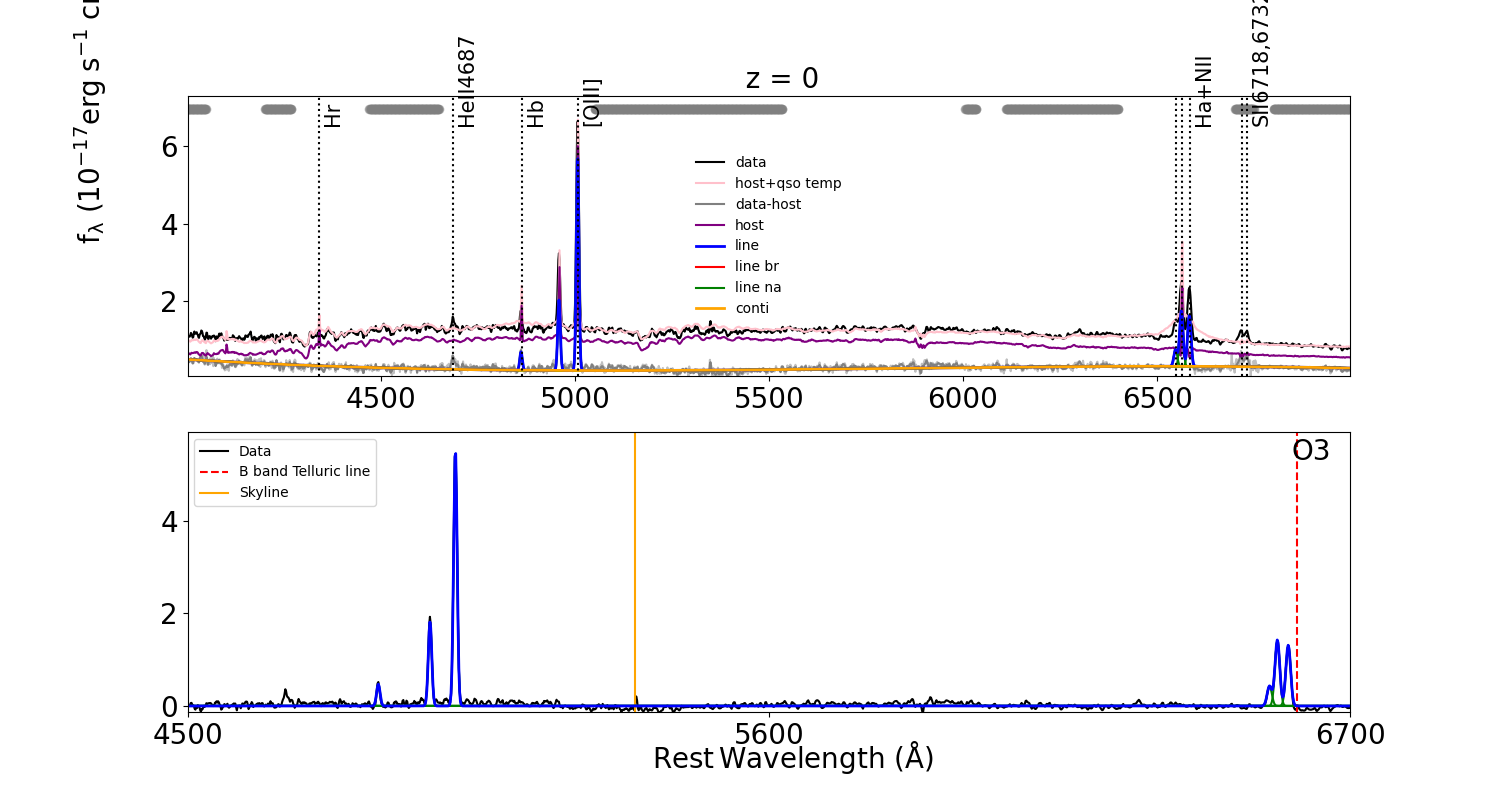 z = 0
f_λ (10^−17 erg s^−1 c
Hr
HeII4687
Hb
[OIII]
Ha+NII
SII6718,6732
6
4
2
data
host+qso temp
data-host
host
line
line br
line na
conti
4500 5000 5500 6000 6500
Data
B band Telluric line
Skyline
O3
4
2
0
4500 5600 6700
Rest Wavelength (Å)